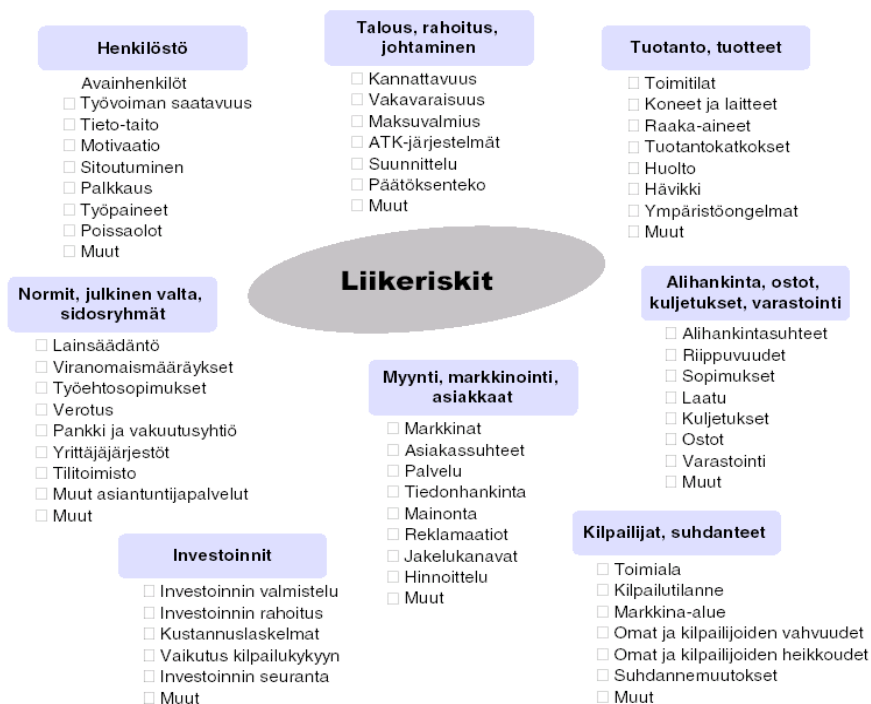 Henkilöstö
Avainhenkilöt
Työvoiman saatavuus
Tieto-taito
Motivaatio
Sitoutuminen
Palkkaus
Työpaineet
Poissaolot
Muut
Talous, rahoitus,
johtaminen
Kannattavuus
Vakavaraisuus
Maksuvalmius
ATK-järjestelmät
Suunnittelu
Päätöksenteko
Muut
Tuotanto, tuotteet
Toimitilat
Koneet ja laitteet
Raaka-aineet
Tuotantokatkokset
Huolto
Hävikki
Ympäristöongelmat
Muut
Liikeriskit
Normit, julkinen valta,
sidosryhmät
Lainsäädäntö
Viranomaismääräykset
Työehtosopimukset
Verotus
Pankki ja vakuutusyhtiö
Yrittäjäjärjestöt
Tilitoimisto
Muut asiantuntijapalvelut
Muut
Myynti, markkinointi,
asiakkaat
Markkinat
Asiakassuhteet
Palvelu
Tiedonhankinta
Mainonta
Reklamaatiot
Jakelukanavat
Hinnoittelu
Muut
Alihankinta, ostot,
kuljetukset, varastointi
Alihankintasuhteet
Riippuvuudet
Sopimukset
Laatu
Kuljetukset
Ostot
Varastointi
Muut
Investoinnit
Investoinnin valmistelu
Investoinnin rahoitus
Kustannuslaskelmat
Vaikutus kilpailukykyyn
Investoinnin seuranta
Muut
Kilpailijat, suhdanteet
Toimiala
Kilpailutilanne
Markkina-alue
Omat ja kilpailijoiden vahvuudet
Omat ja kilpailijoiden heikkoudet
Suhdannemuutokset
Muut